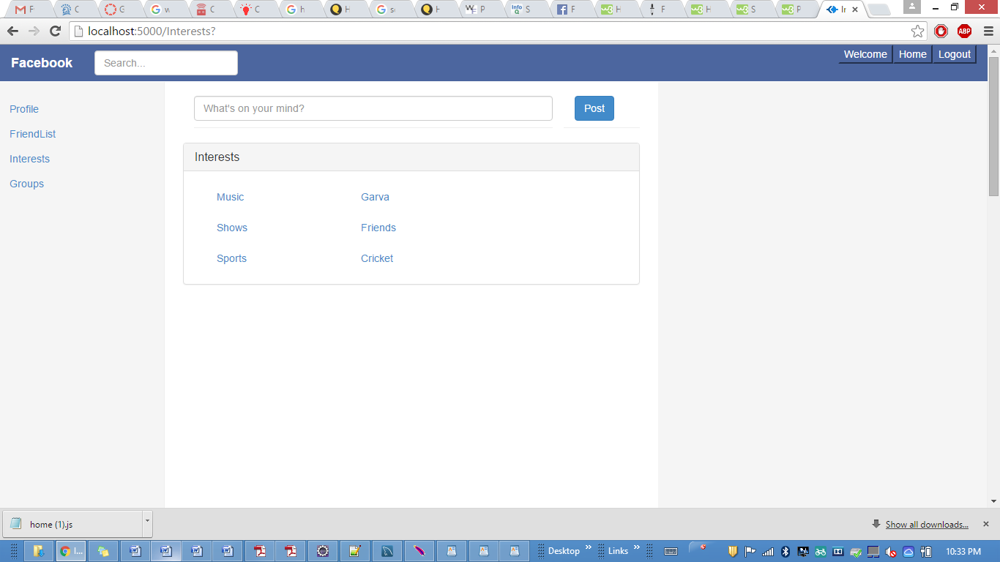 F C G w C C h H s H P S F H F H S P Ir
localhost:5000/Interests?
ABP
Facebook Search... Welcome Home Logout
What's on your mind? Post
Profile
FriendList
Interests
Groups
Interests
Music Garva
Shows Friends
Sports Cricket
home (1).js Show all downloads...
Desktop » Links » 10:33 PM